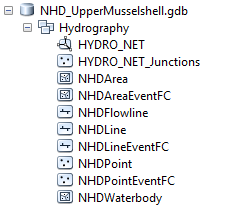 NHD_UpperMusselshell.gdb
Hydrography
HYDRO_NET
HYDRO_NET_Junctions
NHDArea
NHDAreaEventFC
NHDFlowline
NHDLine
NHDLineEventFC
NHDPoint
NHDPointEventFC
NHDWaterbody